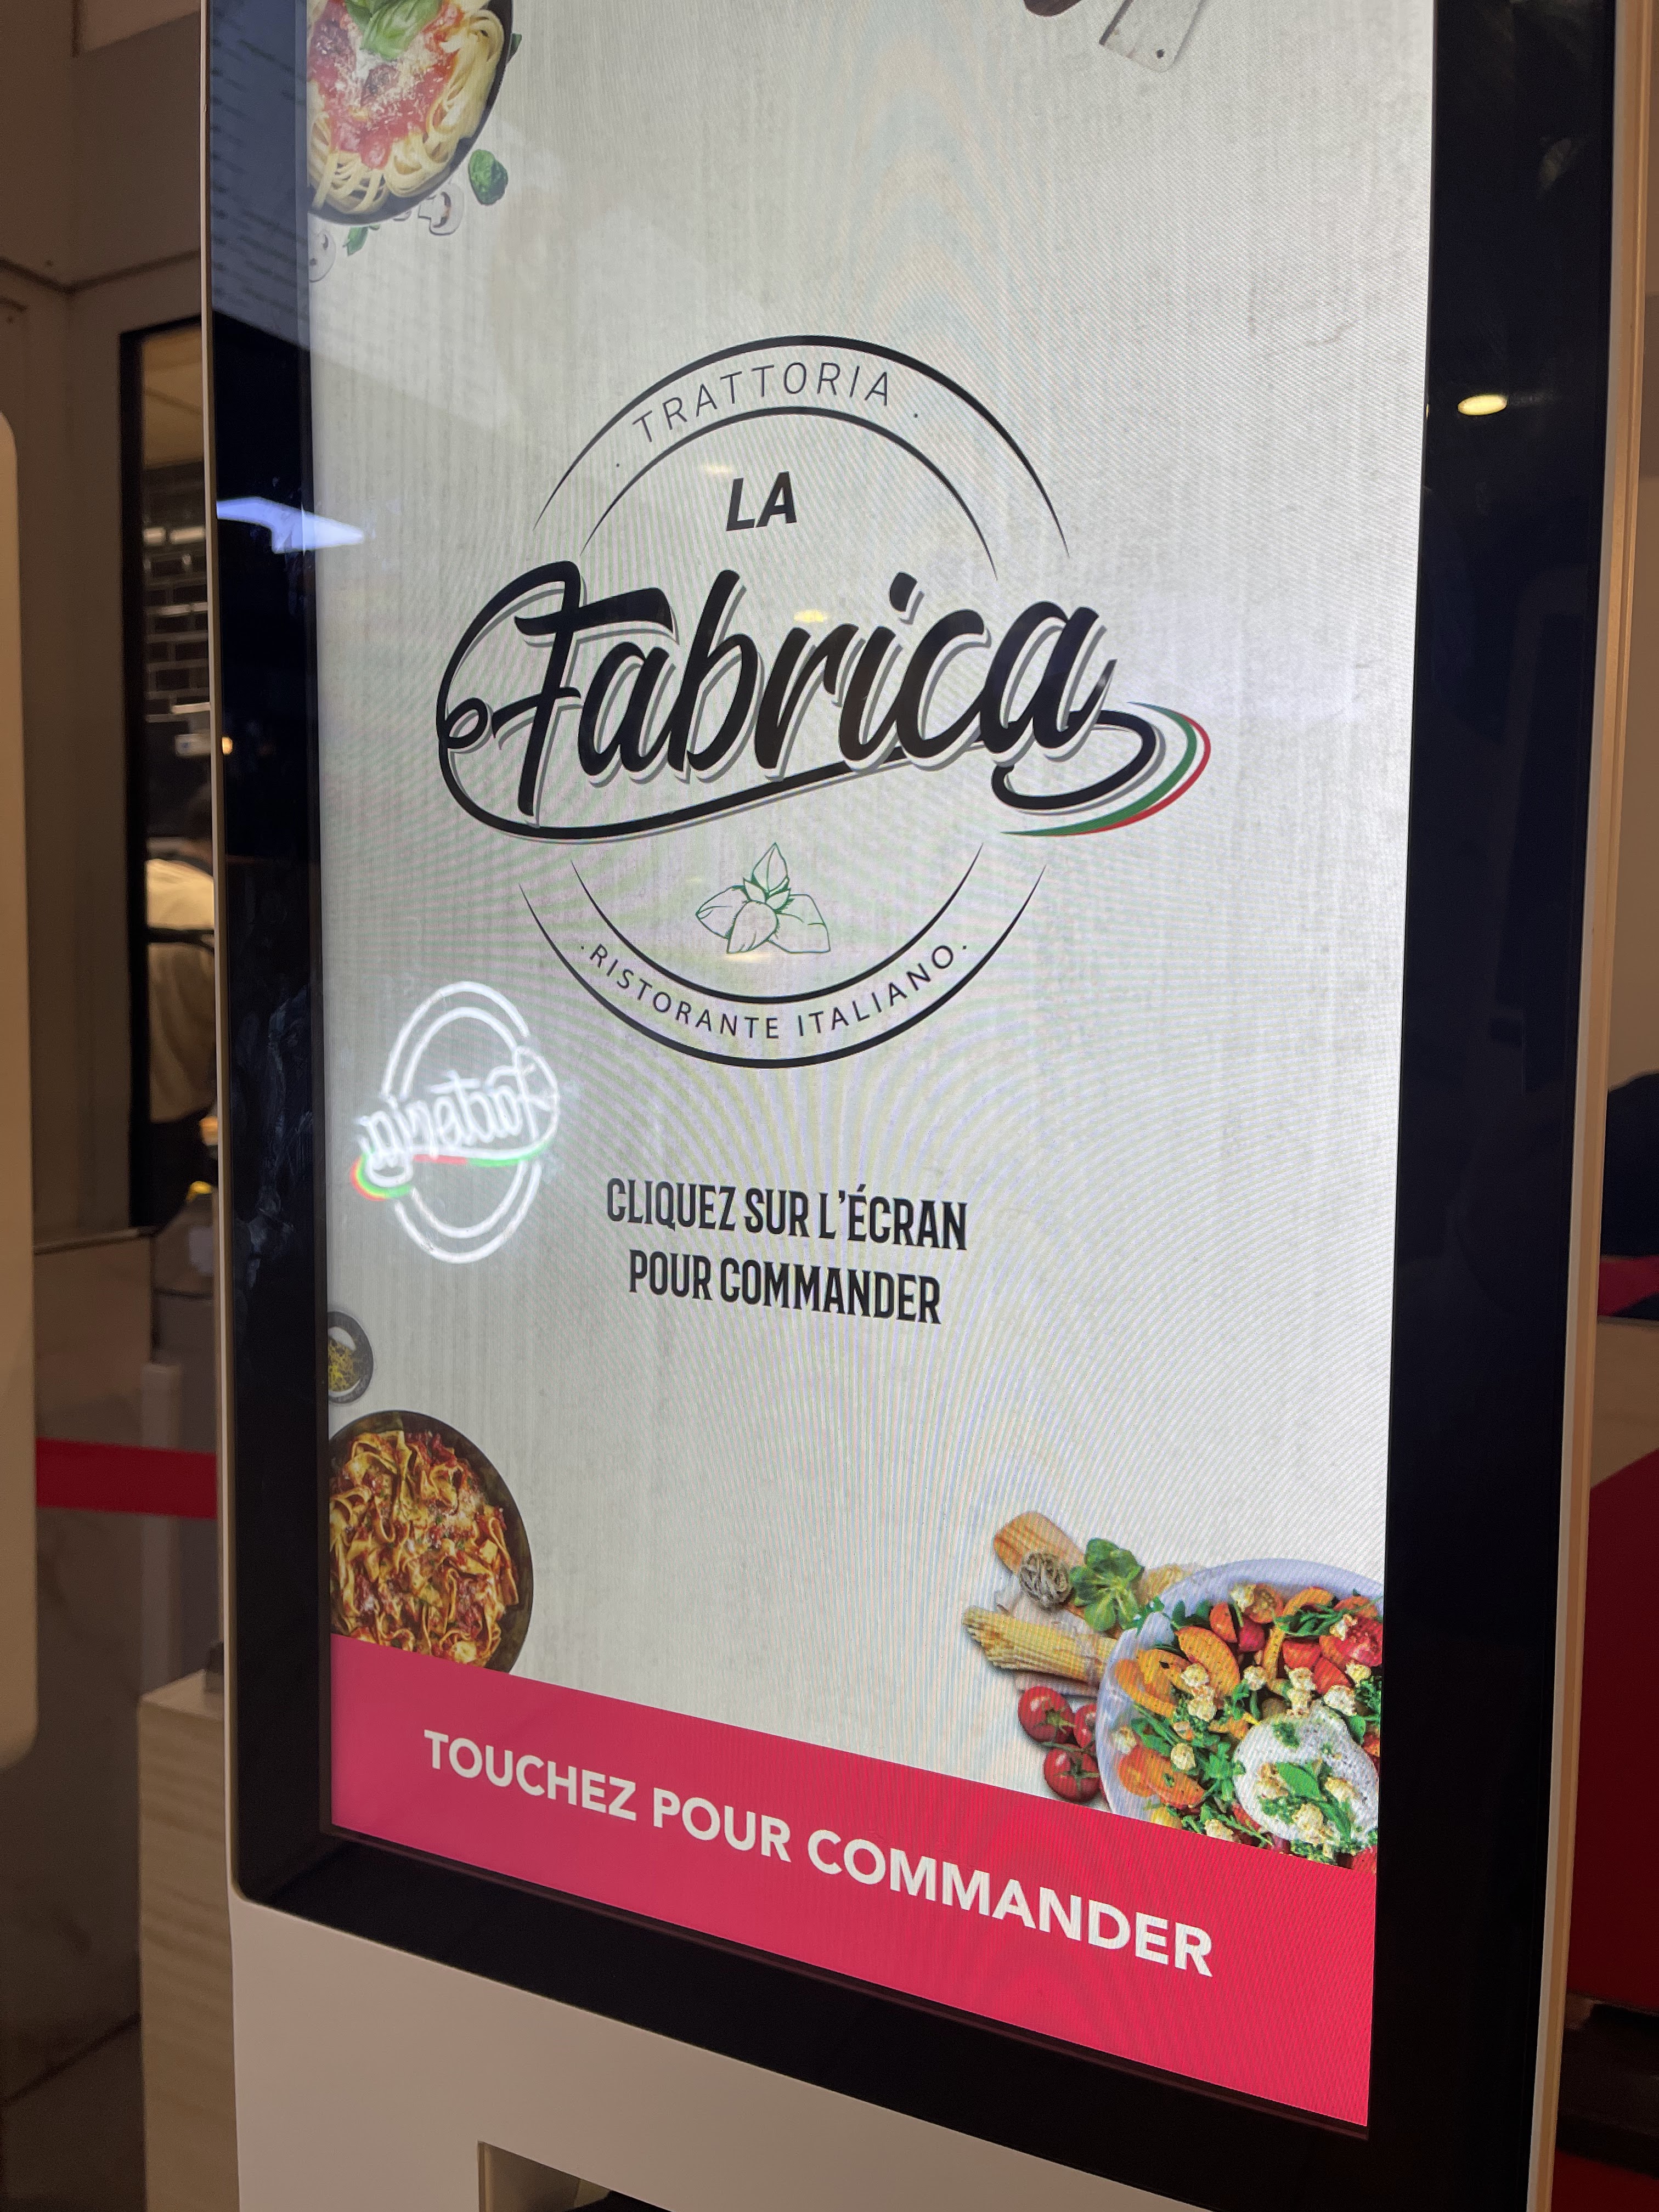 · TRATTORIA ·
LA
Fabrica
· RISTORANTE ITALIANO ·
CLIQUEZ SUR L'ÉCRAN
POUR COMMANDER
TOUCHEZ POUR COMMANDER